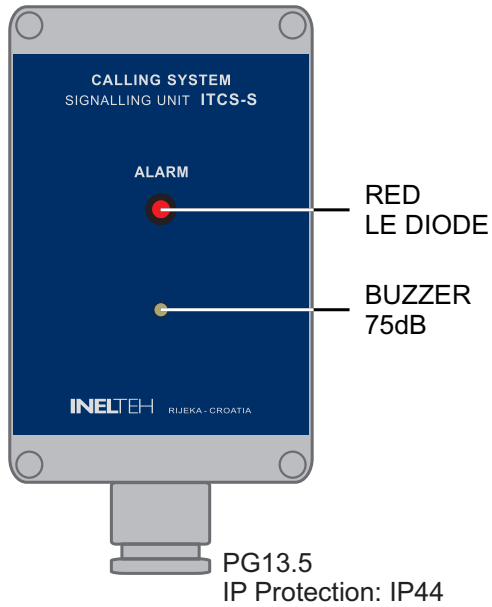 CALLING SYSTEM
SIGNALLING UNIT ITCS-S
ALARM
RED
LE DIODE
BUZZER
75dB
INELTEH RIJEKA - CROATIA
PG13.5
IP Protection: IP44